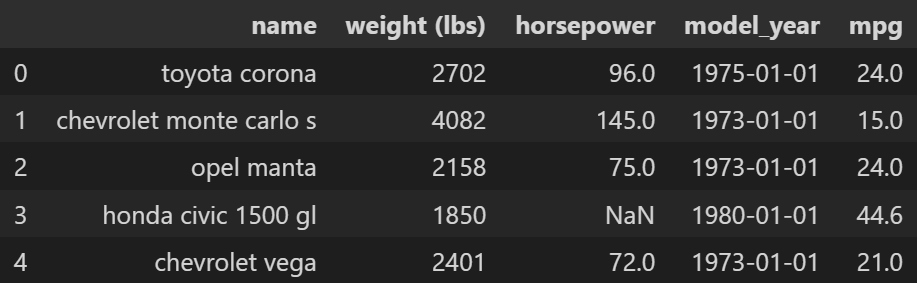 name weight (lbs) horsepower model_year mpg
0 toyota corona 2702 96.0 1975-01-01 24.0
1 chevrolet monte carlo s 4082 145.0 1973-01-01 15.0
2 opel manta 2158 75.0 1973-01-01 24.0
3 honda civic 1500 gl 1850 NaN 1980-01-01 44.6
4 chevrolet vega 2401 72.0 1973-01-01 21.0